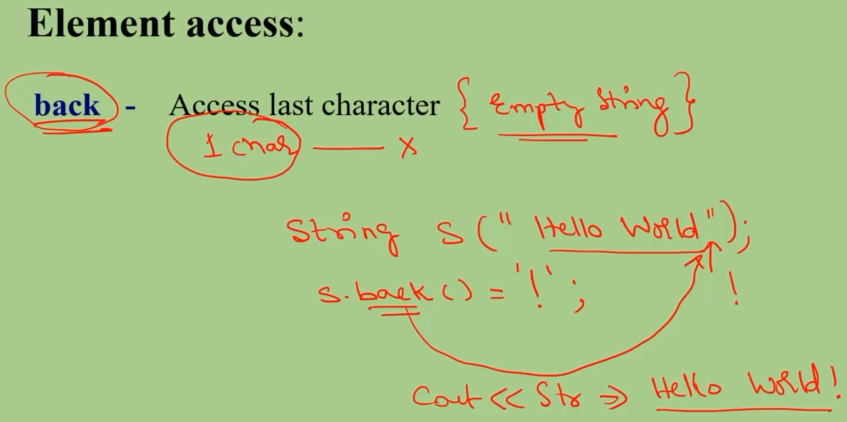 Element access:
back - Access last character { Empty String }
1 char — x
String s(" Hello World");
s.back() = '!'; !
Cout << Str => Hello World!